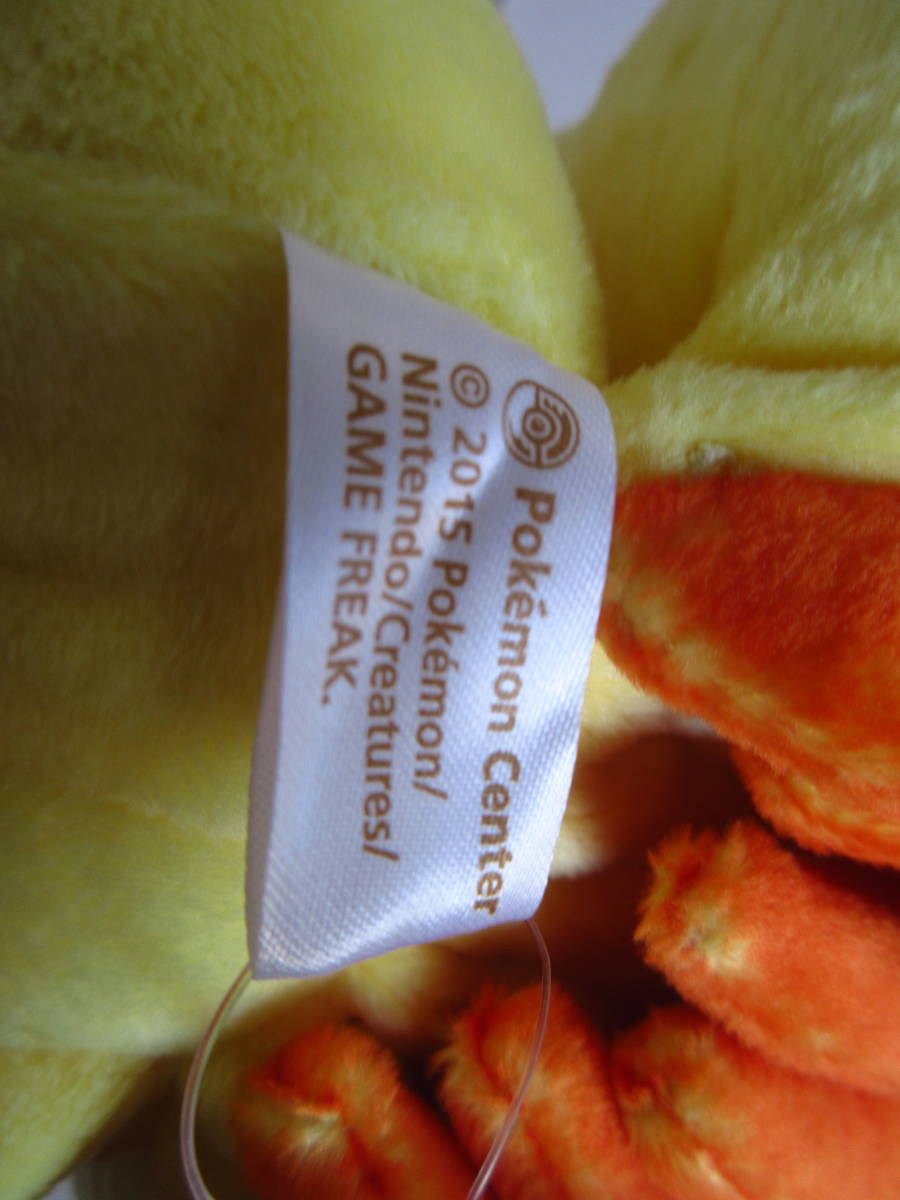 Pokémon Center
© 2015 Pokémon/
Nintendo/Creatures/
GAME FREAK.